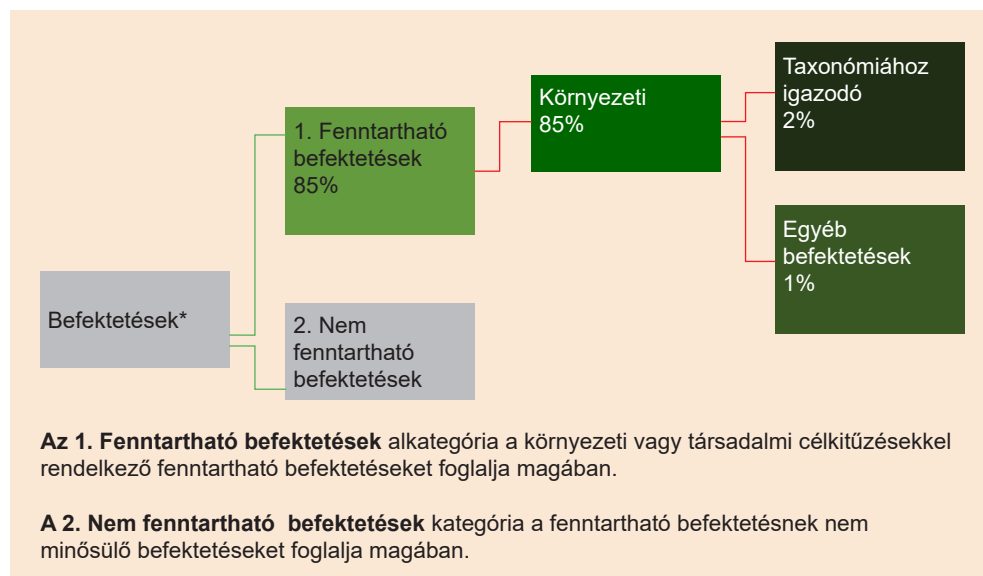 Taxonómiához
igazodó
2%
Környezeti
85%
1. Fenntartható
befektetések
85%
Egyéb
befektetések
1%
Befektetések*
2. Nem
fenntartható
befektetések
Az 1. Fenntartható befektetések alkategória a környezeti vagy társadalmi célkitűzésekkel
rendelkező fenntartható befektetéseket foglalja magában.
A 2. Nem fenntartható befektetések kategória a fenntartható befektetésnek nem
minősülő befektetéseket foglalja magában.